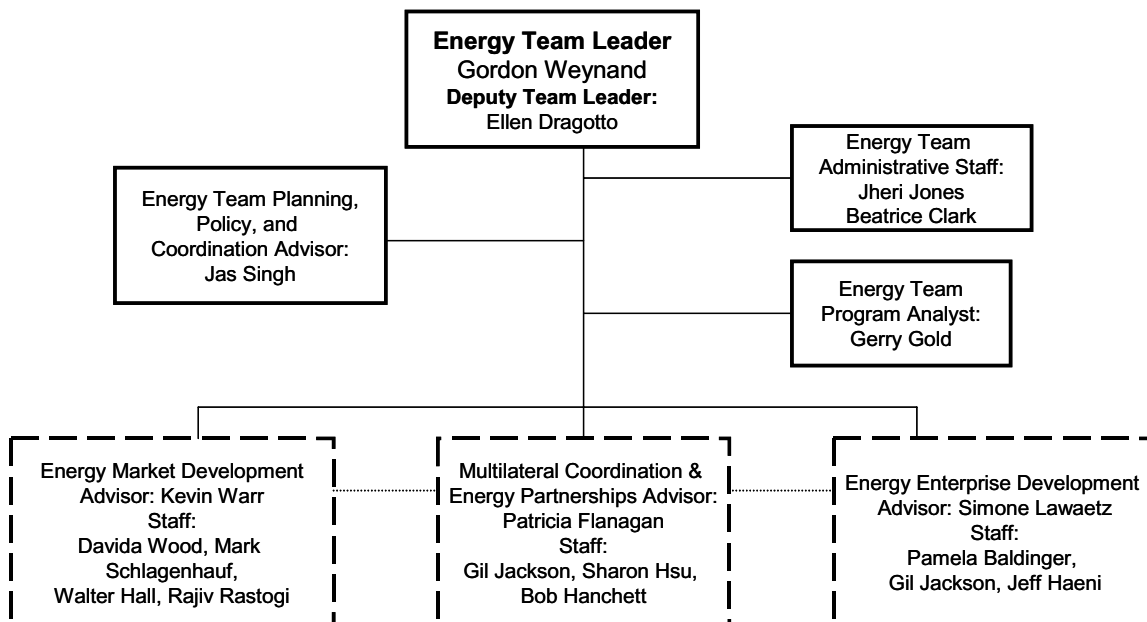 Energy Team Leader
Gordon Weynand
Deputy Team Leader:
Ellen Dragotto
Energy Team
Administrative Staff:
Jheri Jones
Beatrice Clark
Energy Team Planning,
Policy, and
Coordination Advisor:
Jas Singh
Energy Team
Program Analyst:
Gerry Gold
Energy Market Development
Advisor: Kevin Warr
Staff:
Davida Wood, Mark
Schlagenhauf,
Walter Hall, Rajiv Rastogi
Multilateral Coordination &
Energy Partnerships Advisor:
Patricia Flanagan
Staff:
Gil Jackson, Sharon Hsu,
Bob Hanchett
Energy Enterprise Development
Advisor: Simone Lawaetz
Staff:
Pamela Baldinger,
Gil Jackson, Jeff Haeni